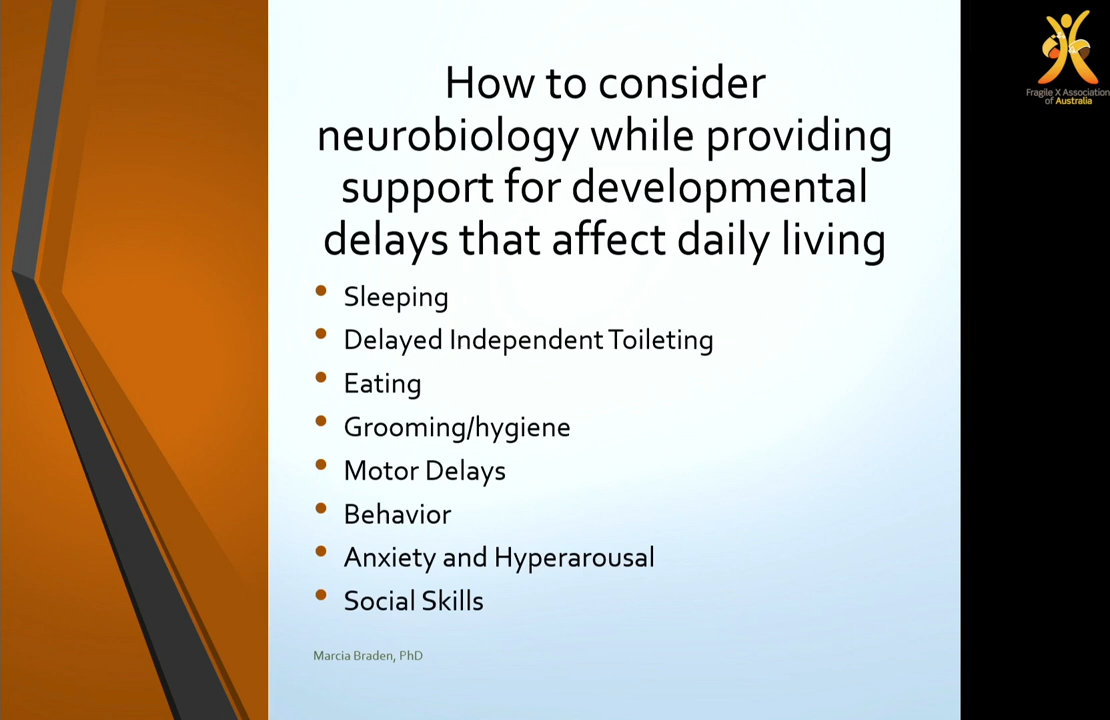 How to consider
neurobiology while providing
support for developmental
delays that affect daily living
Sleeping
Delayed Independent Toileting
Eating
Grooming/hygiene
Motor Delays
Behavior
Anxiety and Hyperarousal
Social Skills
Marcia Braden, PhD
Fragile X Association
of Australia